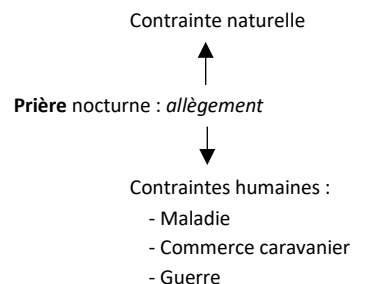 Contrainte naturelle
Prière nocturne : allègement
Contraintes humaines :
- Maladie
- Commerce caravanier
- Guerre